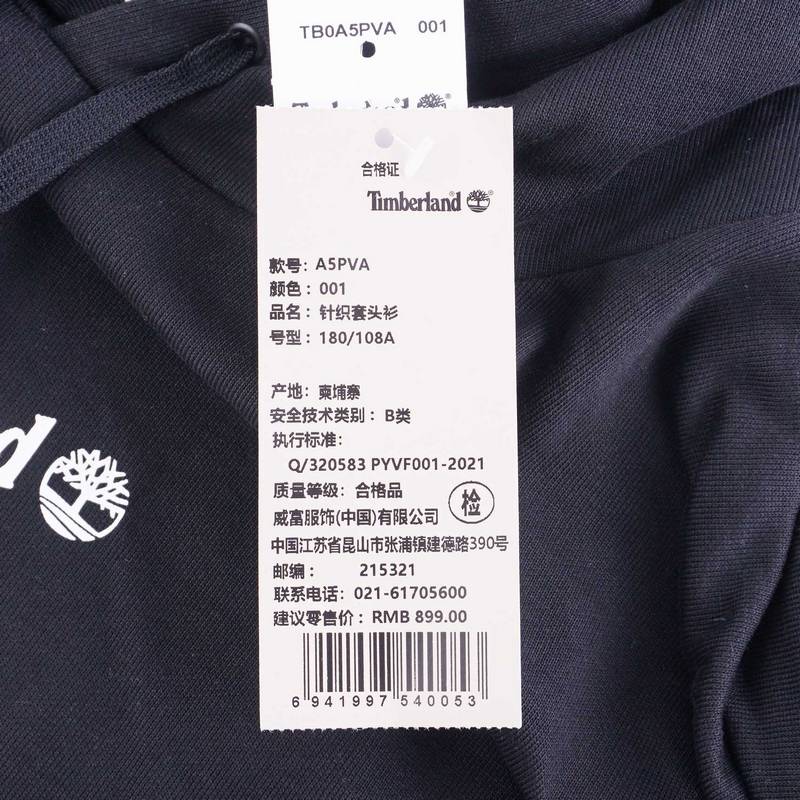 TB0A5PVA 001
Timberland
合格证
Timberland
款号：A5PVA
颜色：001
品名：针织套头衫
号型：180/108A
产地：柬埔寨
安全技术类别：B类
执行标准：
Q/320583 PYVF001-2021
质量等级：合格品
检
威富服饰(中国)有限公司
中国江苏省昆山市张浦镇建德路390号
邮编： 215321
联系电话：021-61705600
建议零售价：RMB 899.00
6 941997 540053
d